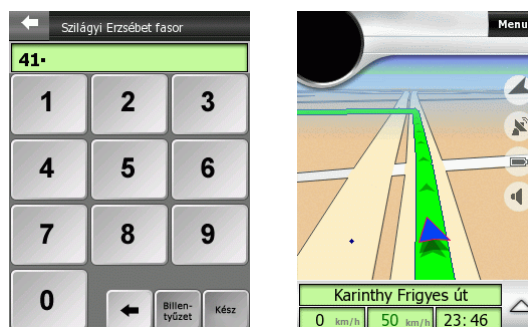 Szilágyi Erzsébet fasor
41
1 2 3
4 5 6
7 8 9
0 Billen-
tyűzet Kész
Menu
Karinthy Frigyes út
0 km/h 50 km/h 23:46